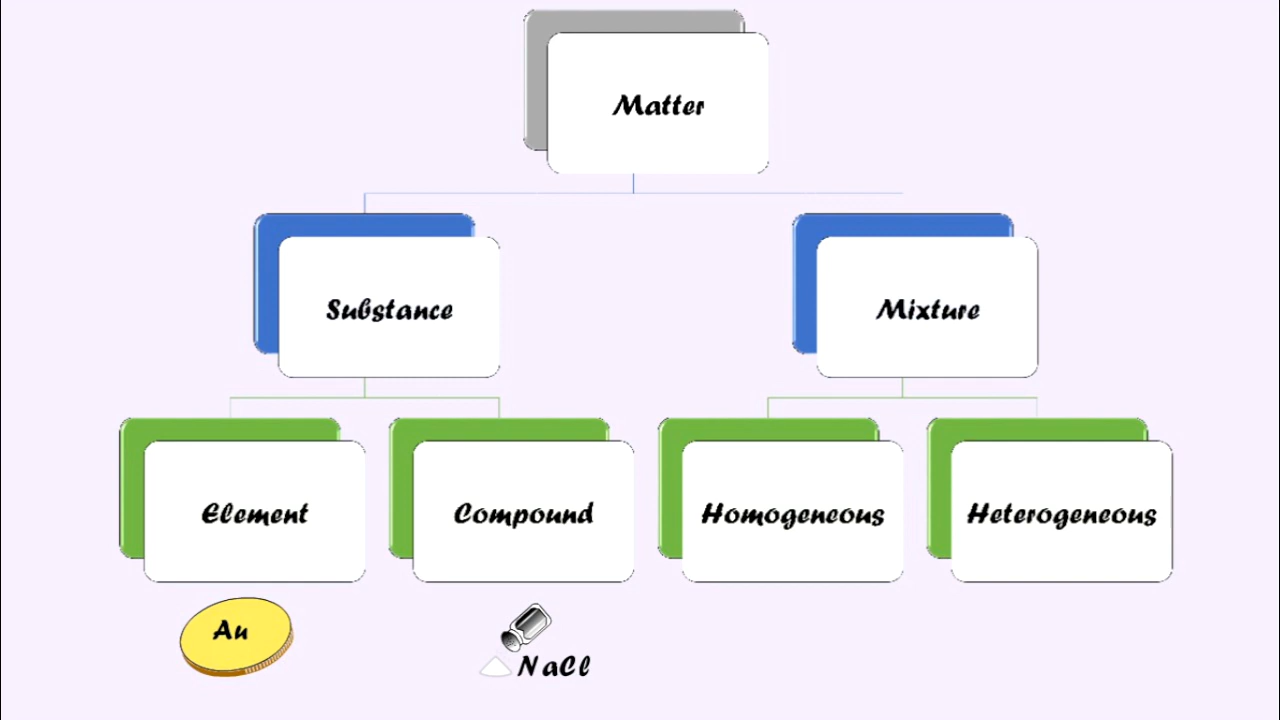 Matter
Substance
Mixture
Element
Compound
Homogeneous
Heterogeneous
Au
NaCl